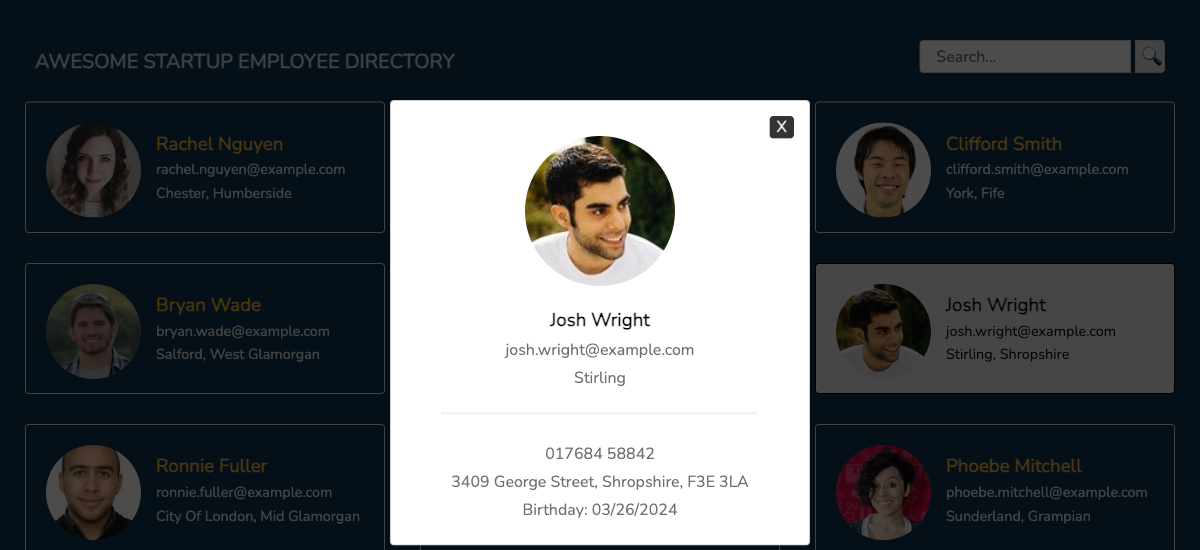 AWESOME STARTUP EMPLOYEE DIRECTORY
Search...
X
Rachel Nguyen
rachel.nguyen@example.com
Chester, Humberside
Clifford Smith
clifford.smith@example.com
York, Fife
Josh Wright
josh.wright@example.com
Stirling
017684 58842
3409 George Street, Shropshire, F3E 3LA
Birthday: 03/26/2024
Bryan Wade
bryan.wade@example.com
Salford, West Glamorgan
Josh Wright
josh.wright@example.com
Stirling, Shropshire
Ronnie Fuller
ronnie.fuller@example.com
City Of London, Mid Glamorgan
Phoebe Mitchell
phoebe.mitchell@example.com
Sunderland, Grampian